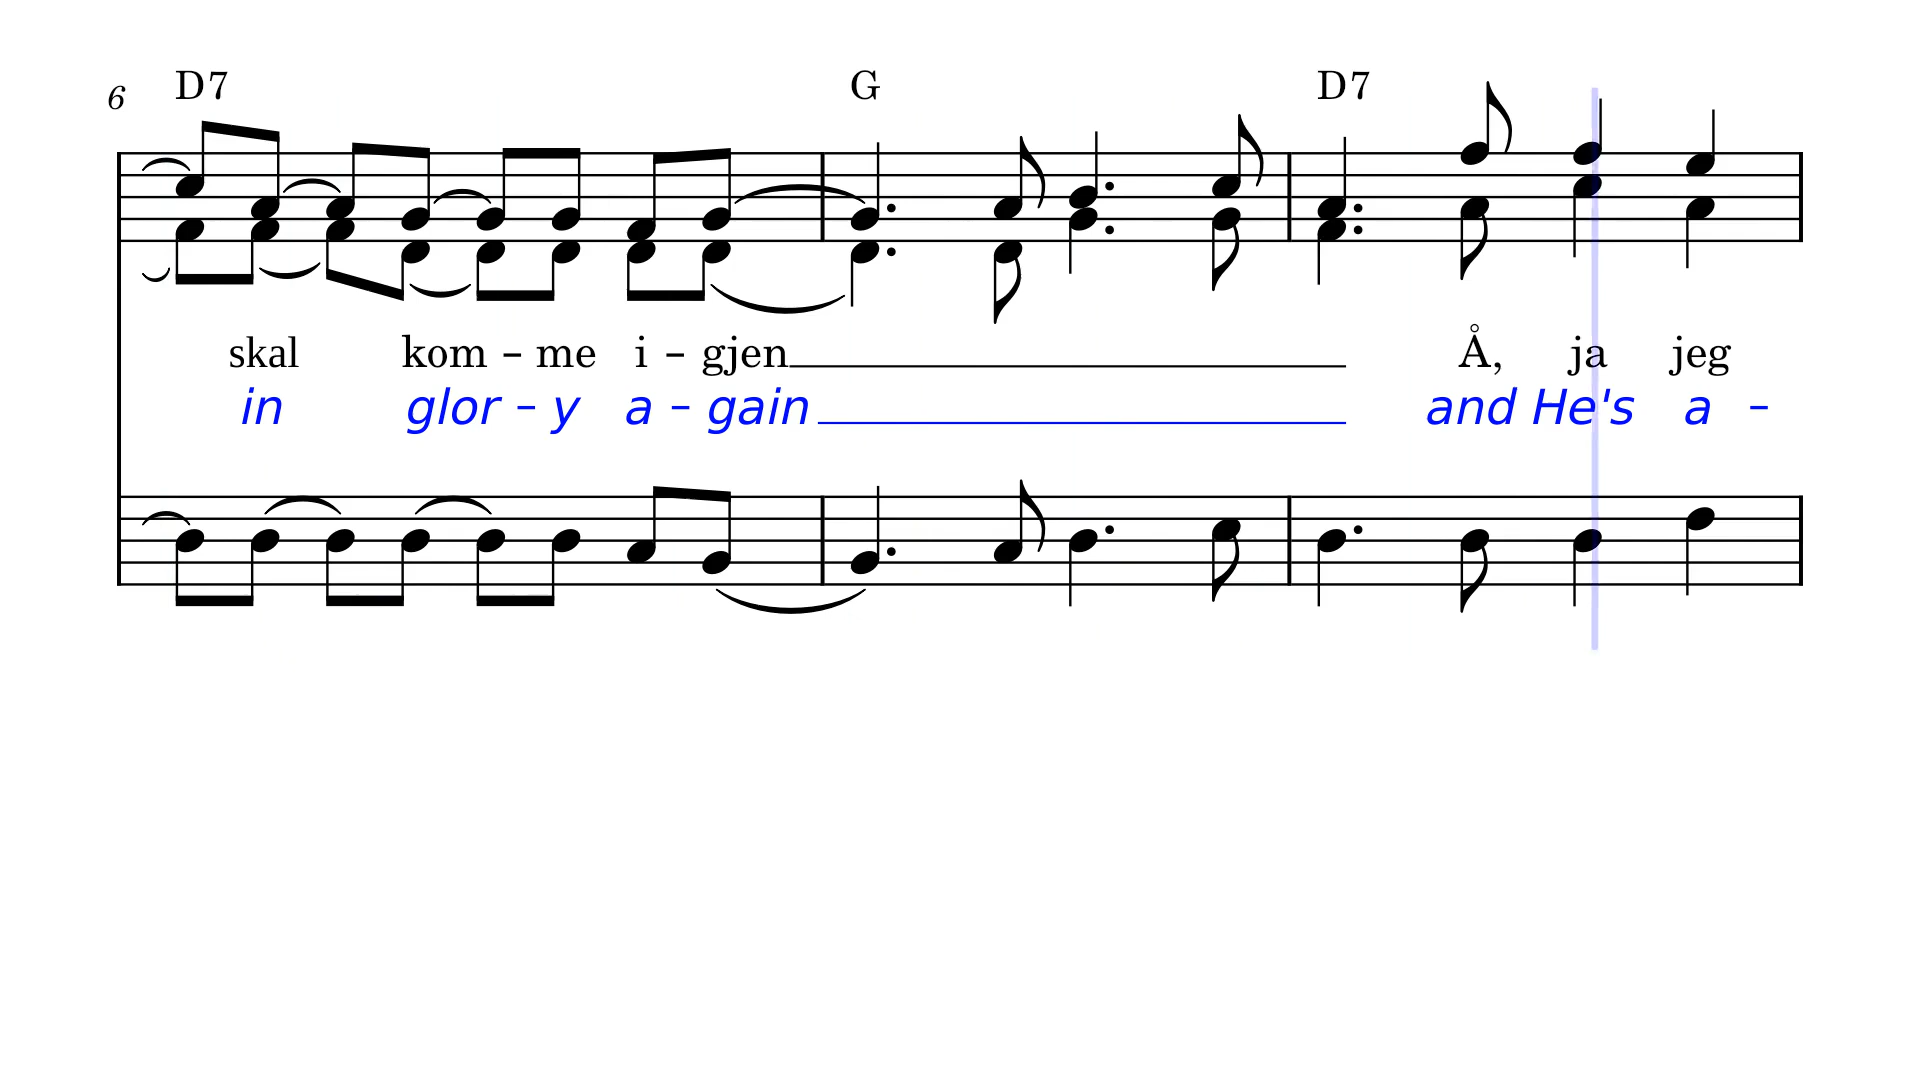 6 D7 G D7
skal kom - me i - gjen Å, ja jeg
in glor - y a - gain and He's a -